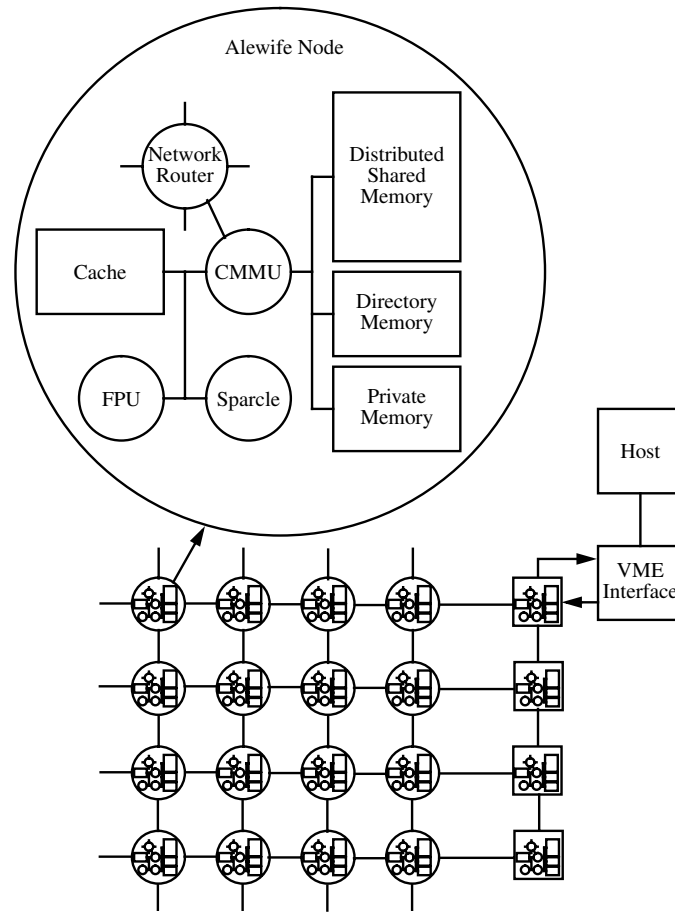 Alewife Node
Network
Router
Distributed
Shared
Memory
Cache
CMMU
Directory
Memory
FPU
Sparcle
Private
Memory
Host
VME
Interface